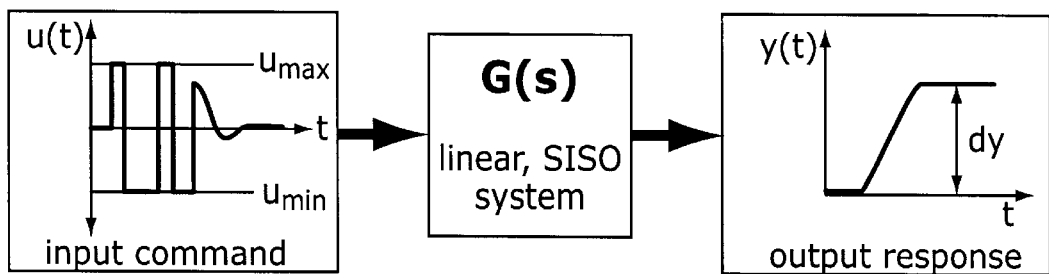 u(t)
u_max
t
u_min
input command
G(s)
linear, SISO
system
y(t)
dy
t
output response